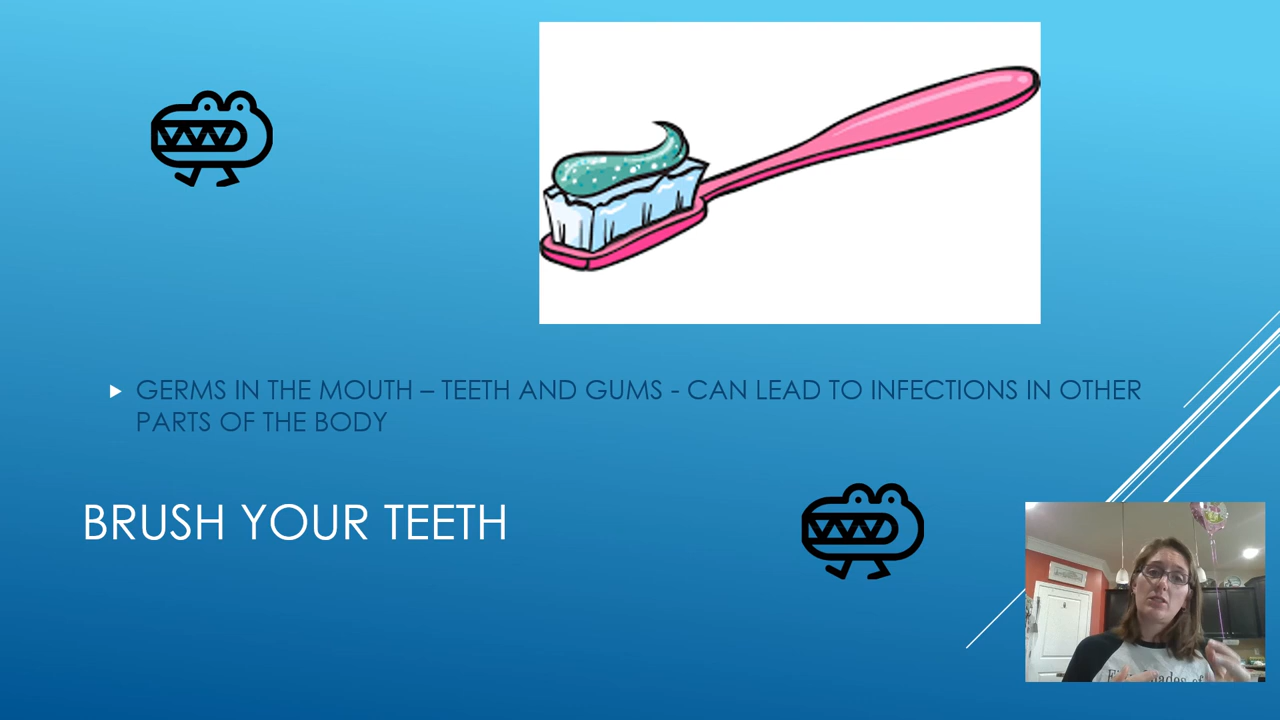 GERMS IN THE MOUTH – TEETH AND GUMS - CAN LEAD TO INFECTIONS IN OTHER
PARTS OF THE BODY
BRUSH YOUR TEETH